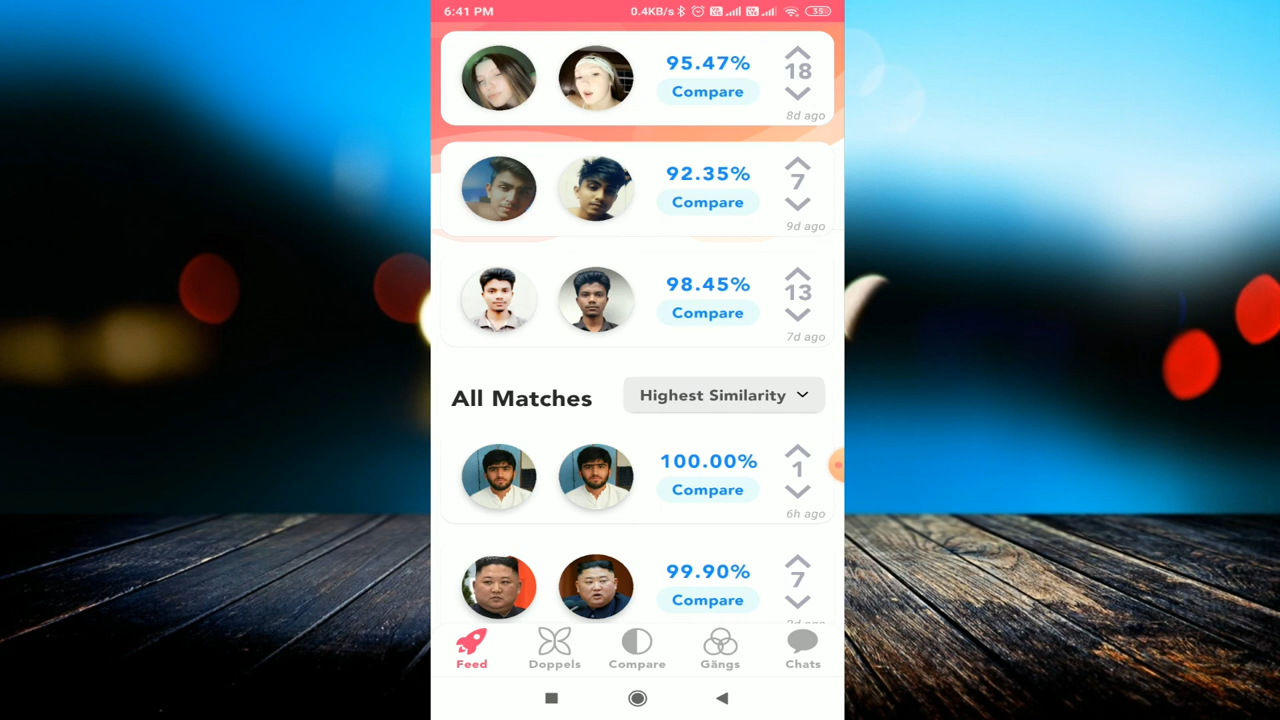 6:41 PM 0.4KB/s 35
95.47%
Compare
18
8d ago
92.35%
Compare
7
9d ago
98.45%
Compare
13
7d ago
All Matches
Highest Similarity
100.00%
Compare
1
6h ago
99.90%
Compare
7
Feed Doppels Compare Gängs Chats